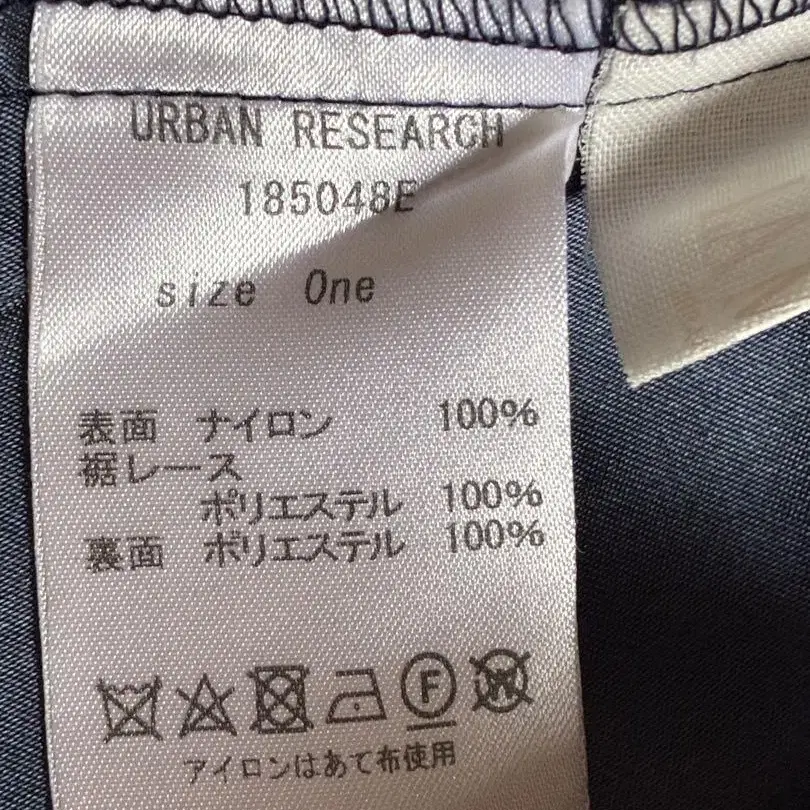 URBAN RESEARCH
185048E
size One
表面 ナイロン 100%
裾レース
ポリエステル 100%
裏面 ポリエステル 100%
F
W
アイロンはあて布使用